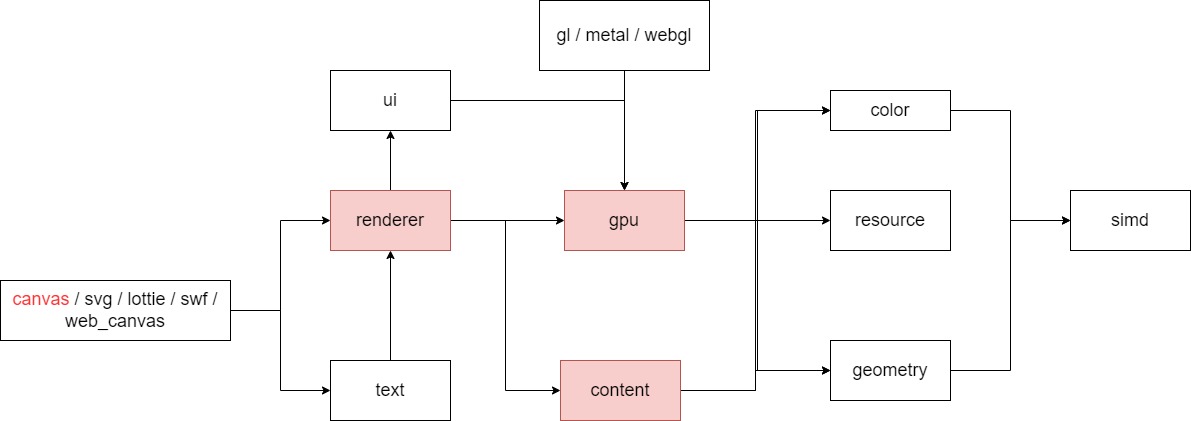 gl / metal / webgl
ui
color
renderer
gpu
resource
simd
canvas / svg / lottie / swf /
web_canvas
text
content
geometry